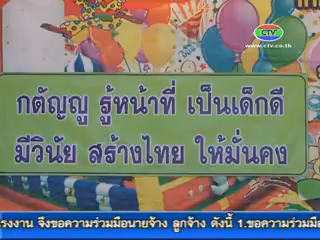 CTV
www.ctv.co.th
กตัญญู รู้หน้าที่ เป็นเด็กดี
มีวินัย สร้างไทย ให้มั่นคง
โรงงาน จึงขอความร่วมมือนายจ้าง ลูกจ้าง ดังนี้ 1.ขอความร่วมมือ